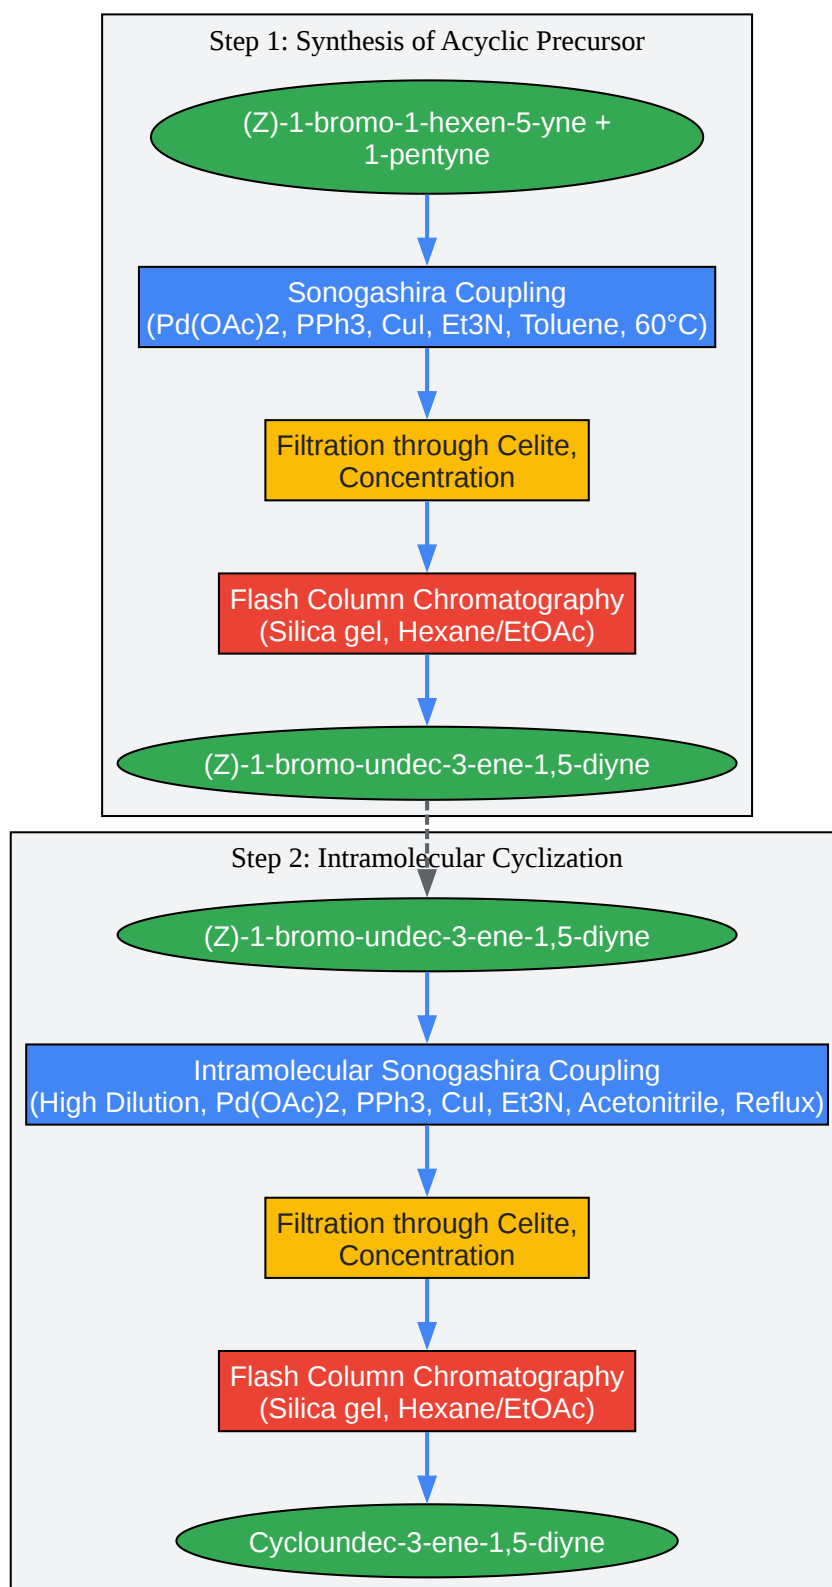 Step 1: Synthesis of Acyclic Precursor
(Z)-1-bromo-1-hexen-5-yne +
1-pentyne
Sonogashira Coupling
(Pd(OAc)2, PPh3, CuI, Et3N, Toluene, 60°C)
Filtration through Celite,
Concentration
Flash Column Chromatography
(Silica gel, Hexane/EtOAc)
(Z)-1-bromo-undec-3-ene-1,5-diyne
Step 2: Intramolecular Cyclization
(Z)-1-bromo-undec-3-ene-1,5-diyne
Intramolecular Sonogashira Coupling
(High Dilution, Pd(OAc)2, PPh3, CuI, Et3N, Acetonitrile, Reflux)
Filtration through Celite,
Concentration
Flash Column Chromatography
(Silica gel, Hexane/EtOAc)
Cycloundec-3-ene-1,5-diyne